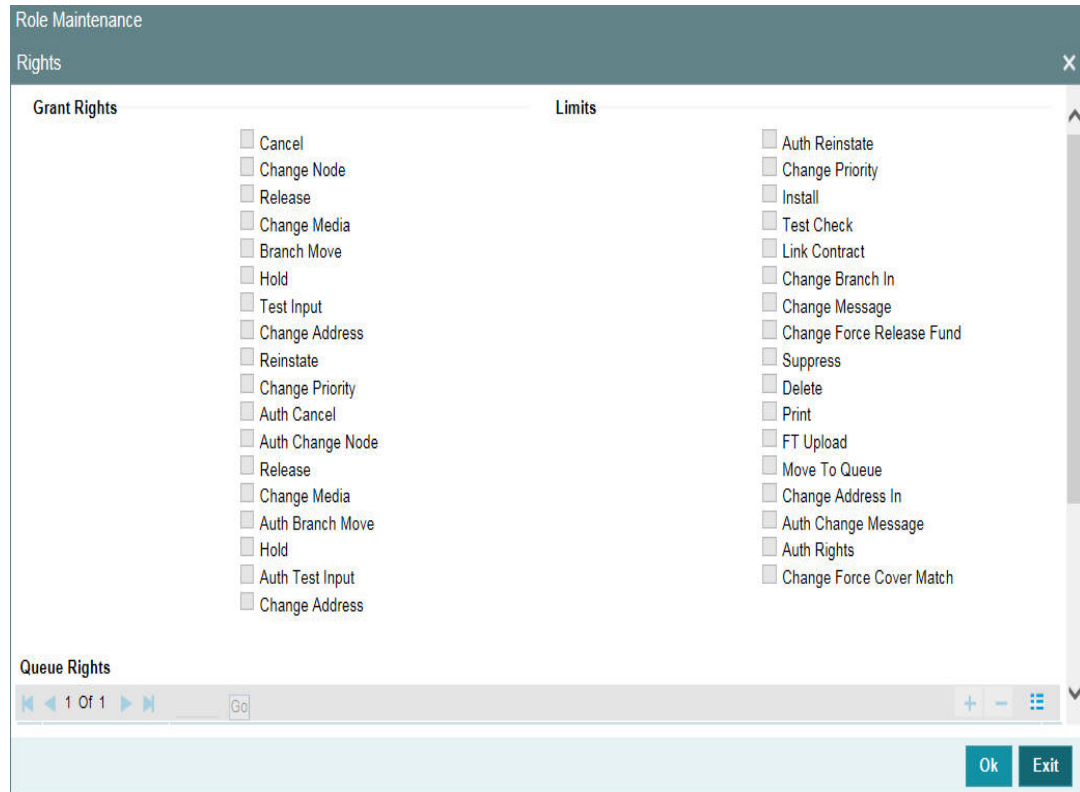 Role Maintenance
Rights
Grant Rights
Cancel
Change Node
Release
Change Media
Branch Move
Hold
Test Input
Change Address
Reinstate
Change Priority
Auth Cancel
Auth Change Node
Release
Change Media
Auth Branch Move
Hold
Auth Test Input
Change Address
Limits
Auth Reinstate
Change Priority
Install
Test Check
Link Contract
Change Branch In
Change Message
Change Force Release Fund
Suppress
Delete
Print
FT Upload
Move To Queue
Change Address In
Auth Change Message
Auth Rights
Change Force Cover Match
Queue Rights
1 Of 1 Go
Ok Exit